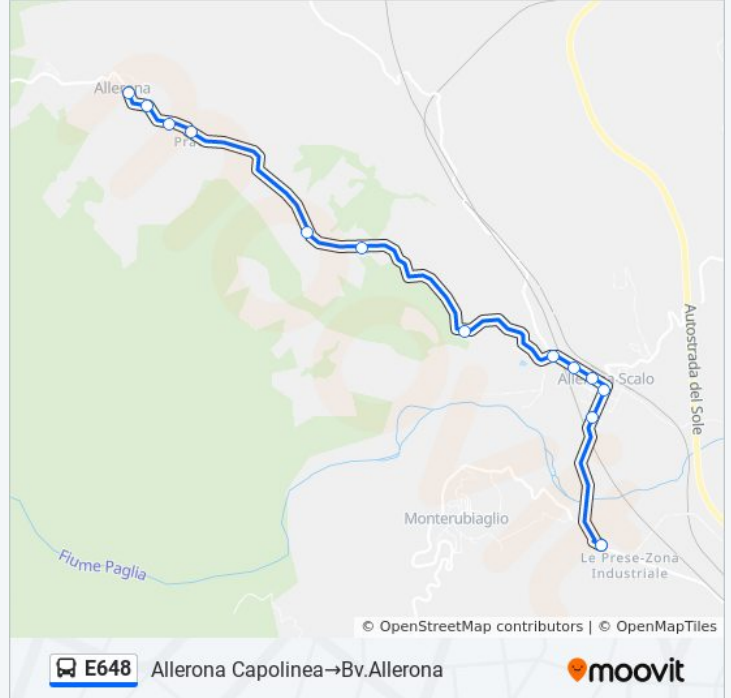 Allerona
Pra
Autostrada del Sole
Allerona Scalo
Monterubiaglio
Fiume Paglia
Le Prese-Zona
Industriale
© OpenStreetMap contributors | © OpenMapTiles
E648 Allerona Capolinea→Bv.Allerona
moovit